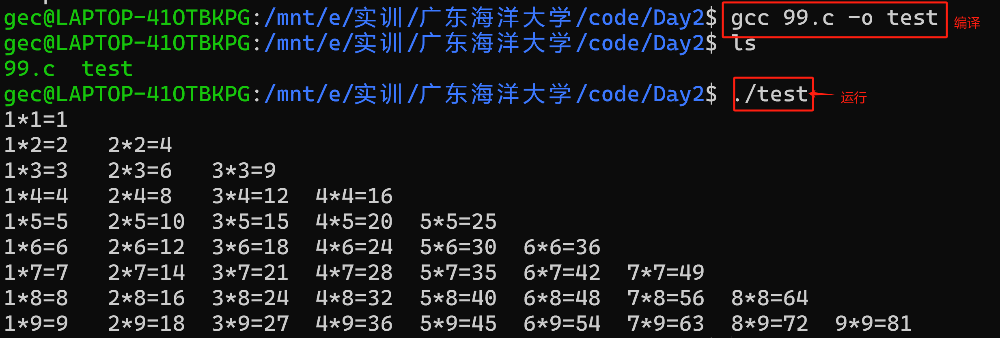 gec@LAPTOP-41OTBKPG:/mnt/e/实训/广东海洋大学/code/Day2$ gcc 99.c -o test 编译
gec@LAPTOP-41OTBKPG:/mnt/e/实训/广东海洋大学/code/Day2$ ls
99.c  test
gec@LAPTOP-41OTBKPG:/mnt/e/实训/广东海洋大学/code/Day2$ ./test 运行
1*1=1
1*2=2   2*2=4
1*3=3   2*3=6   3*3=9
1*4=4   2*4=8   3*4=12  4*4=16
1*5=5   2*5=10  3*5=15  4*5=20  5*5=25
1*6=6   2*6=12  3*6=18  4*6=24  5*6=30  6*6=36
1*7=7   2*7=14  3*7=21  4*7=28  5*7=35  6*7=42  7*7=49
1*8=8   2*8=16  3*8=24  4*8=32  5*8=40  6*8=48  7*8=56  8*8=64
1*9=9   2*9=18  3*9=27  4*9=36  5*9=45  6*9=54  7*9=63  8*9=72  9*9=81